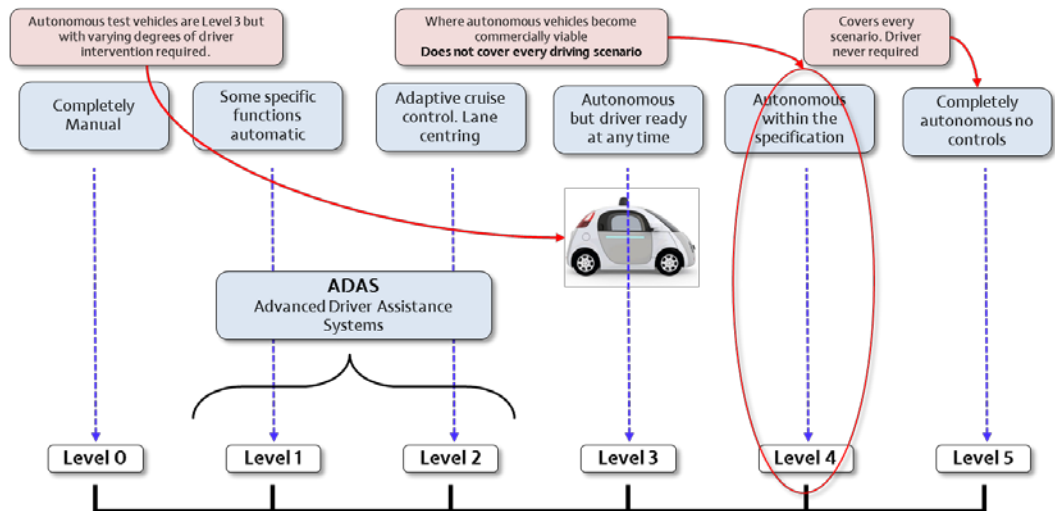 Autonomous test vehicles are Level 3 but
with varying degrees of driver
intervention required.
Where autonomous vehicles become
commercially viable
Does not cover every driving scenario
Covers every
scenario. Driver
never required
Completely
Manual
Some specific
functions
automatic
Adaptive cruise
control. Lane
centring
Autonomous
but driver ready
at any time
Autonomous
within the
specification
Completely
autonomous no
controls
ADAS
Advanced Driver Assistance
Systems
Level 0
Level 1
Level 2
Level 3
Level 4
Level 5